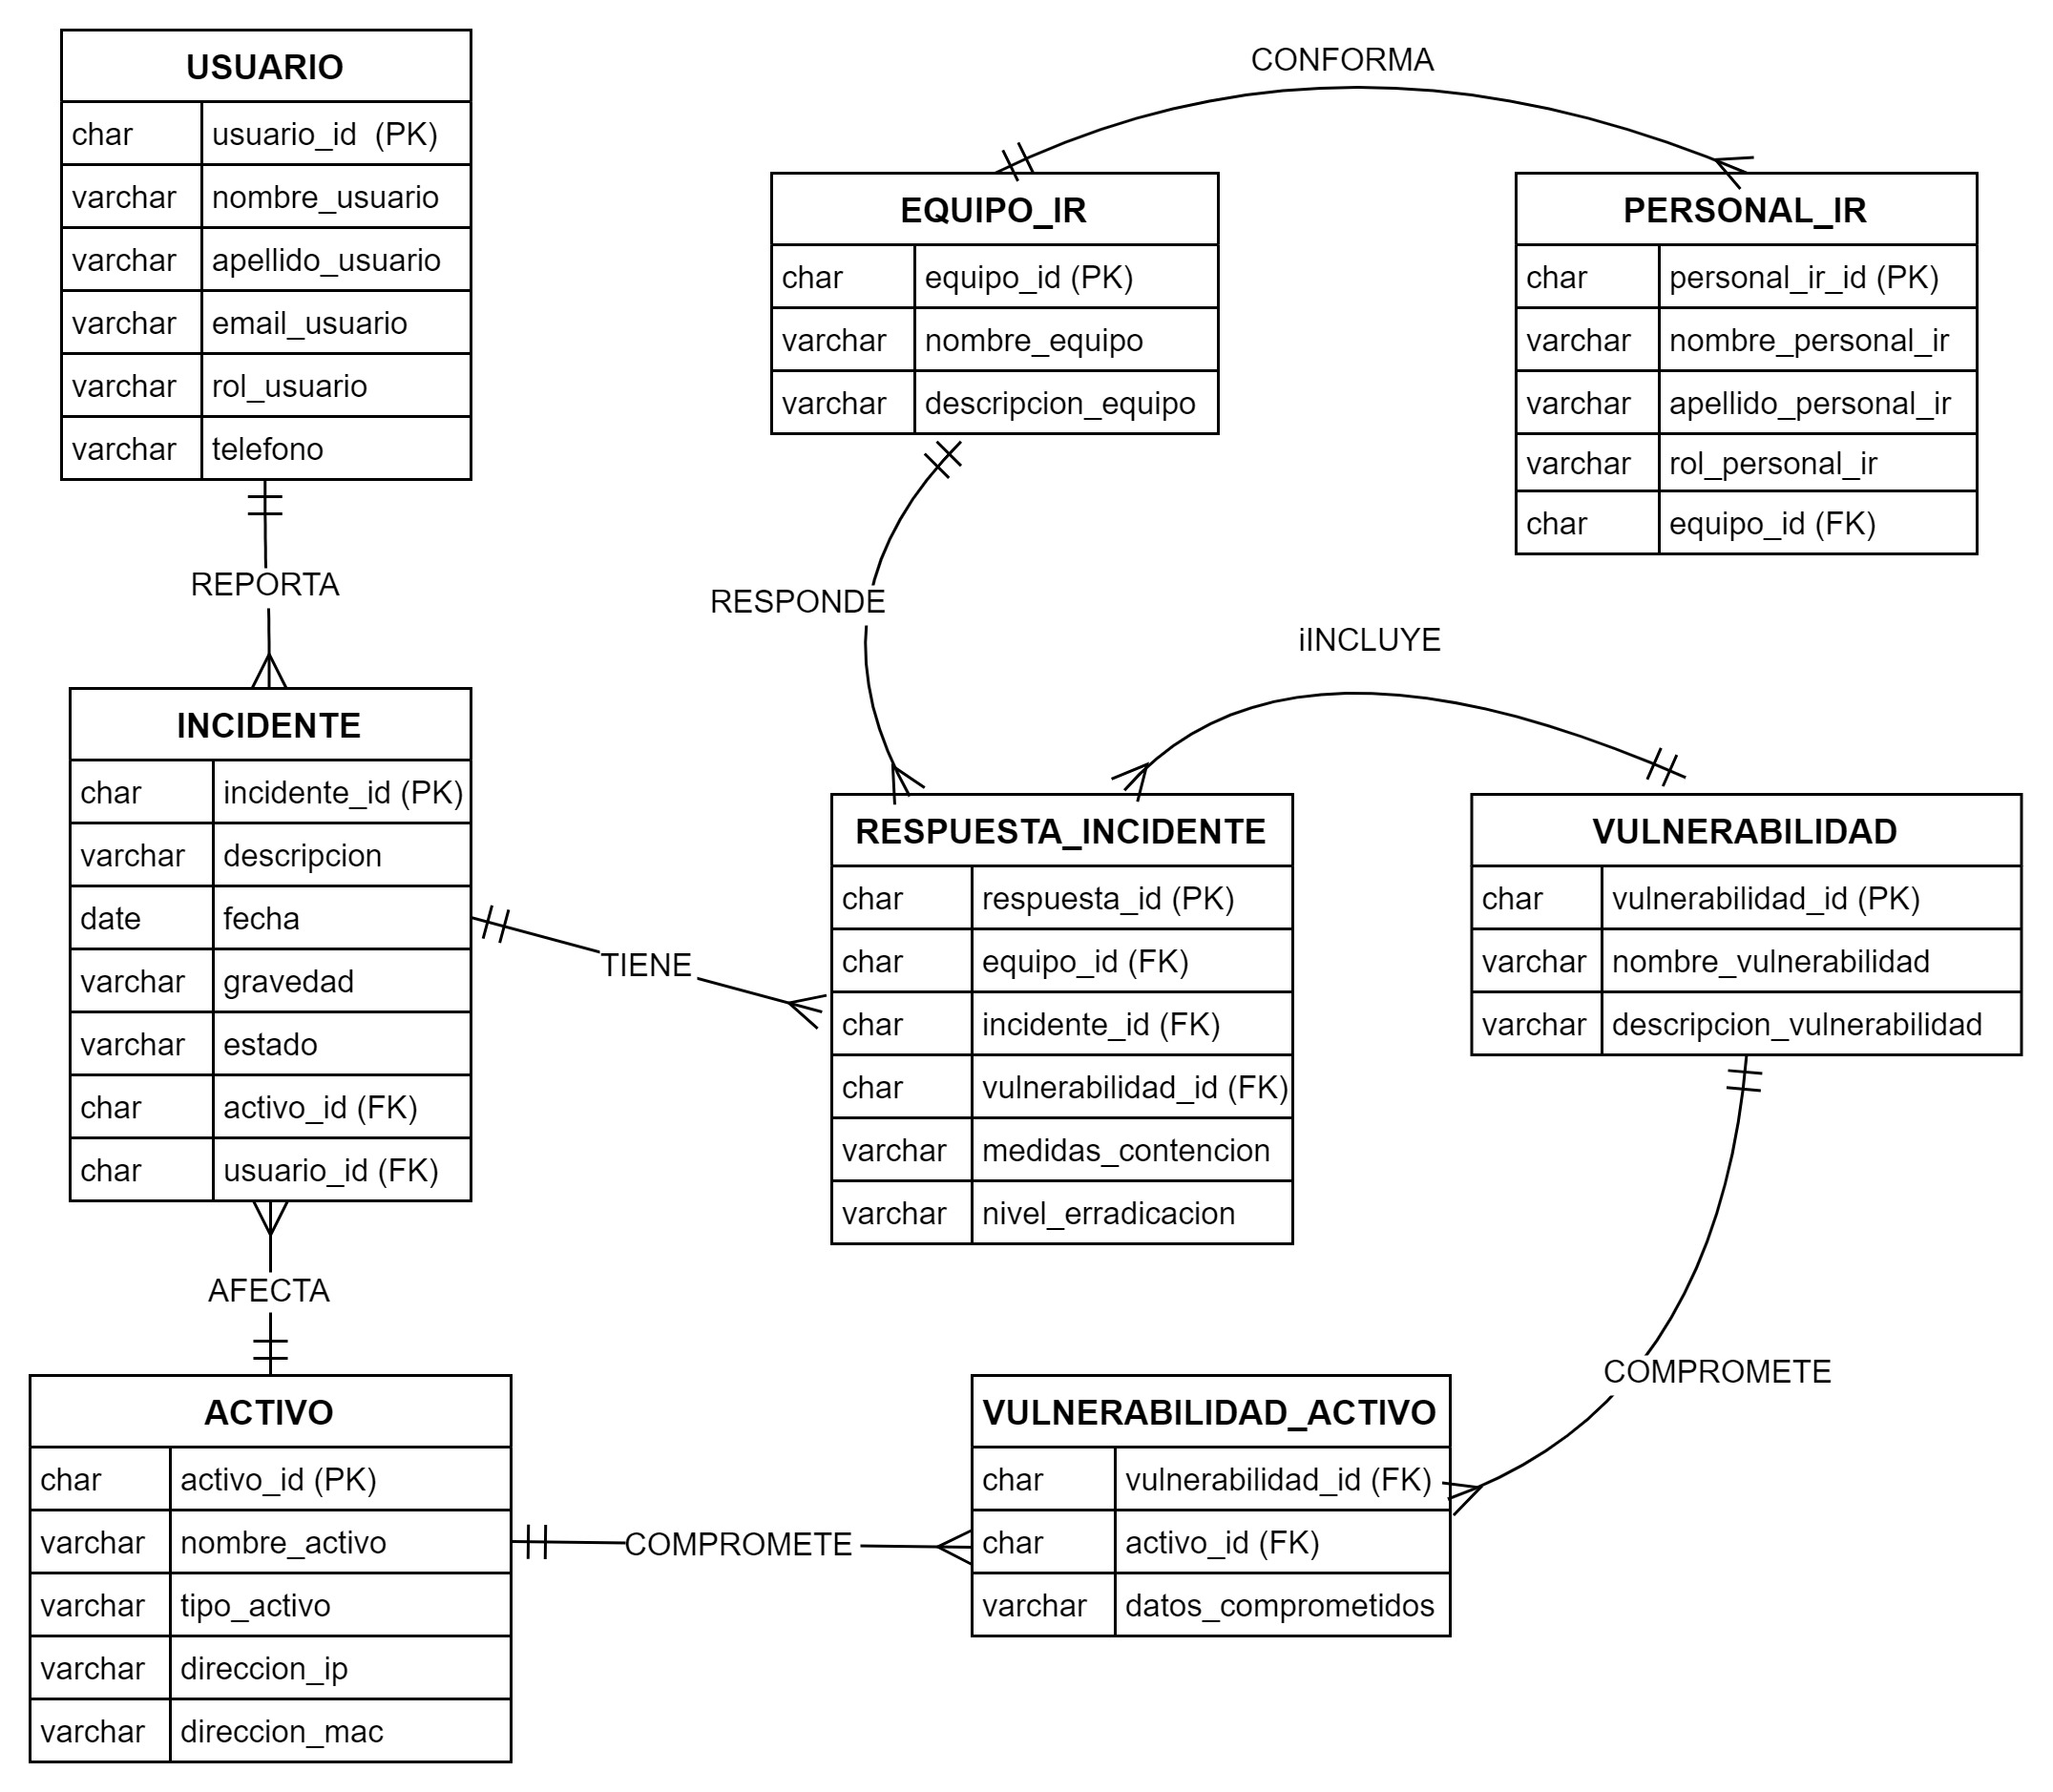 USUARIO
char usuario_id (PK)
varchar nombre_usuario
varchar apellido_usuario
varchar email_usuario
varchar rol_usuario
varchar telefono
REPORTA
INCIDENTE
char incidente_id (PK)
varchar descripcion
date fecha
varchar gravedad
varchar estado
char activo_id (FK)
char usuario_id (FK)
AFECTA
ACTIVO
char activo_id (PK)
varchar nombre_activo
varchar tipo_activo
varchar direccion_ip
varchar direccion_mac
CONFORMA
EQUIPO_IR
char equipo_id (PK)
varchar nombre_equipo
varchar descripcion_equipo
PERSONAL_IR
char personal_ir_id (PK)
varchar nombre_personal_ir
varchar apellido_personal_ir
varchar rol_personal_ir
char equipo_id (FK)
RESPONDE
iINCLUYE
TIENE
RESPUESTA_INCIDENTE
char respuesta_id (PK)
char equipo_id (FK)
char incidente_id (FK)
char vulnerabilidad_id (FK)
varchar medidas_contencion
varchar nivel_erradicacion
VULNERABILIDAD
char vulnerabilidad_id (PK)
varchar nombre_vulnerabilidad
varchar descripcion_vulnerabilidad
COMPROMETE
COMPROMETE
VULNERABILIDAD_ACTIVO
char vulnerabilidad_id (FK)
char activo_id (FK)
varchar datos_comprometidos